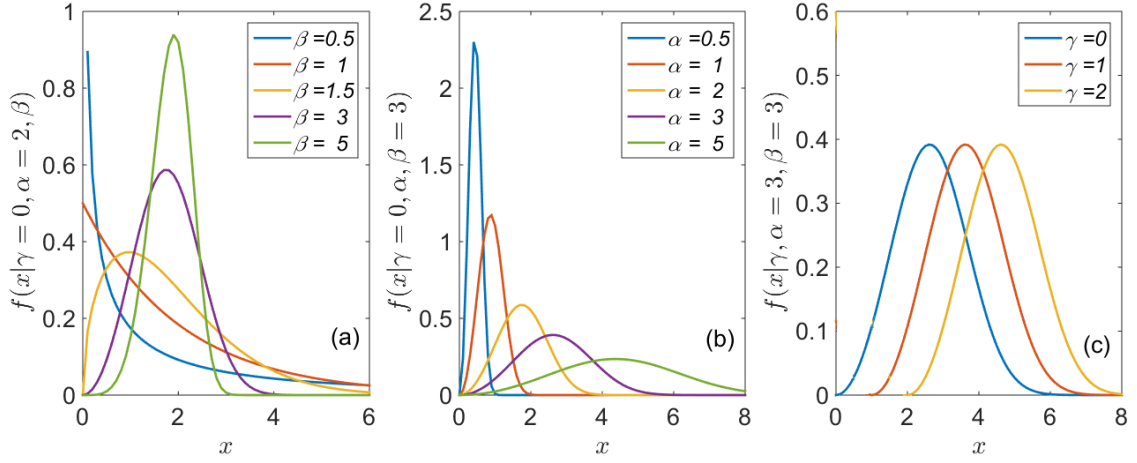 f(x|γ = 0, α = 2, β)
1
0.8
0.6
0.4
0.2
0
0 2 4 6
x
β =0.5
β = 1
β =1.5
β = 3
β = 5
(a)
f(x|γ = 0, α, β = 3)
2.5
2
1.5
1
0.5
0
0 2 4 6 8
x
α =0.5
α = 1
α = 2
α = 3
α = 5
(b)
f(x|γ, α = 3, β = 3)
0.6
0.5
0.4
0.3
0.2
0.1
0
0 2 4 6 8
x
γ =0
γ =1
γ =2
(c)